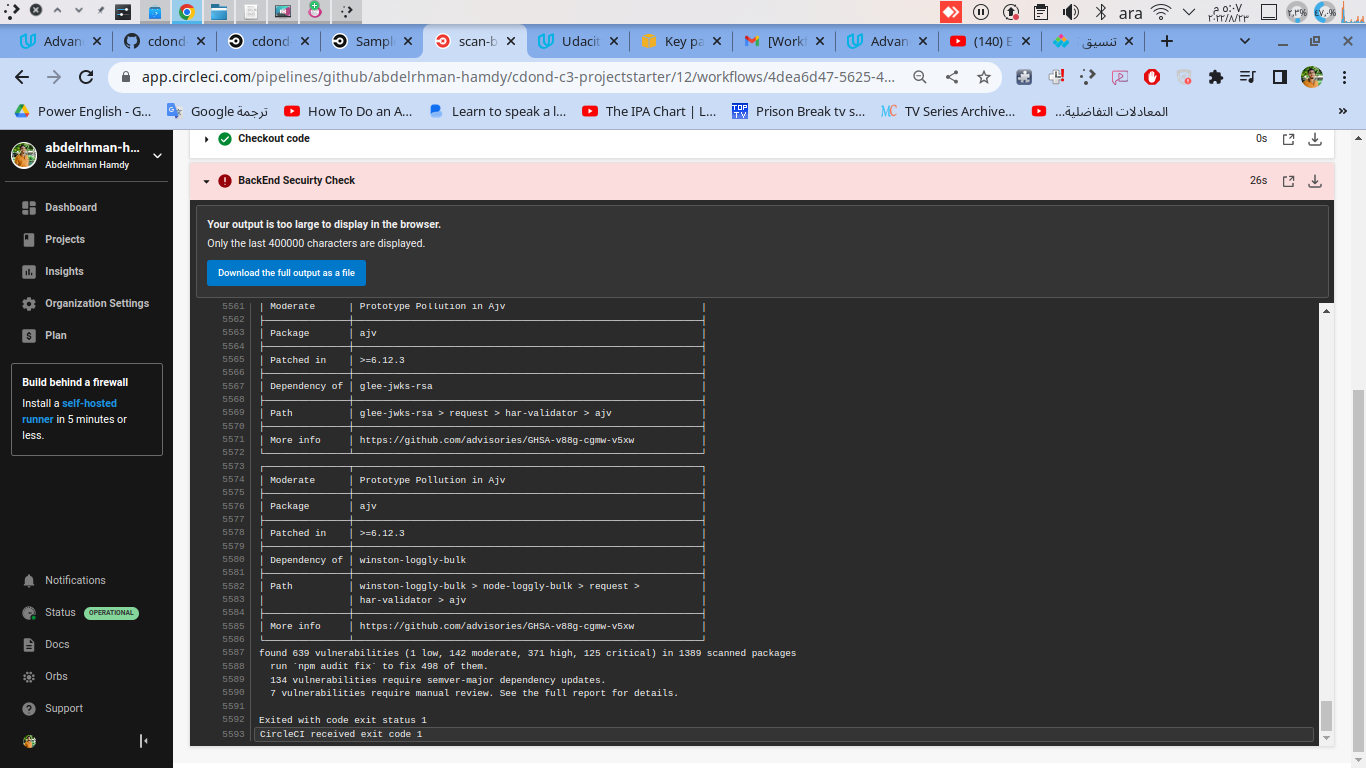 ara
٥:٠٧ م
٢٠٢٢/٨/٢٣
٢,٣%
٤٧,٠%
Advan
cdond-
cdond
Sampl
scan-b
Udacit
Key pa
[Workf
Advan
(140) E
تنسيق
app.circleci.com/pipelines/github/abdelrhman-hamdy/cdond-c3-projectstarter/12/workflows/4dea6d47-5625-4...
Power English - G...
Google ترجمة
How To Do an A...
Learn to speak a l...
The IPA Chart | L...
TOP TV
Prison Break tv s...
MC
TV Series Archive...
المعادلات التفاضلية...
»
abdelrhman-h...
Abdelrhman Hamdy
Dashboard
Projects
Insights
Organization Settings
Plan
Build behind a firewall
Install a self-hosted
runner in 5 minutes or
less.
Notifications
Status OPERATIONAL
Docs
Orbs
Support
Checkout code 0s
BackEnd Secuirty Check 26s
Your output is too large to display in the browser.
Only the last 400000 characters are displayed.
Download the full output as a file
5561 | Moderate | Prototype Pollution in Ajv |
5562
5563 | Package | ajv |
5564
5565 | Patched in | >=6.12.3 |
5566
5567 | Dependency of | glee-jwks-rsa |
5568
5569 | Path | glee-jwks-rsa > request > har-validator > ajv |
5570
5571 | More info | https://github.com/advisories/GHSA-v88g-cgmw-v5xw |
5572
5573
5574 | Moderate | Prototype Pollution in Ajv |
5575
5576 | Package | ajv |
5577
5578 | Patched in | >=6.12.3 |
5579
5580 | Dependency of | winston-loggly-bulk |
5581
5582 | Path | winston-loggly-bulk > node-loggly-bulk > request > |
5583 | | har-validator > ajv |
5584
5585 | More info | https://github.com/advisories/GHSA-v88g-cgmw-v5xw |
5586
5587 found 639 vulnerabilities (1 low, 142 moderate, 371 high, 125 critical) in 1389 scanned packages
5588 run `npm audit fix` to fix 498 of them.
5589 134 vulnerabilities require semver-major dependency updates.
5590 7 vulnerabilities require manual review. See the full report for details.
5591
5592 Exited with code exit status 1
5593 CircleCI received exit code 1